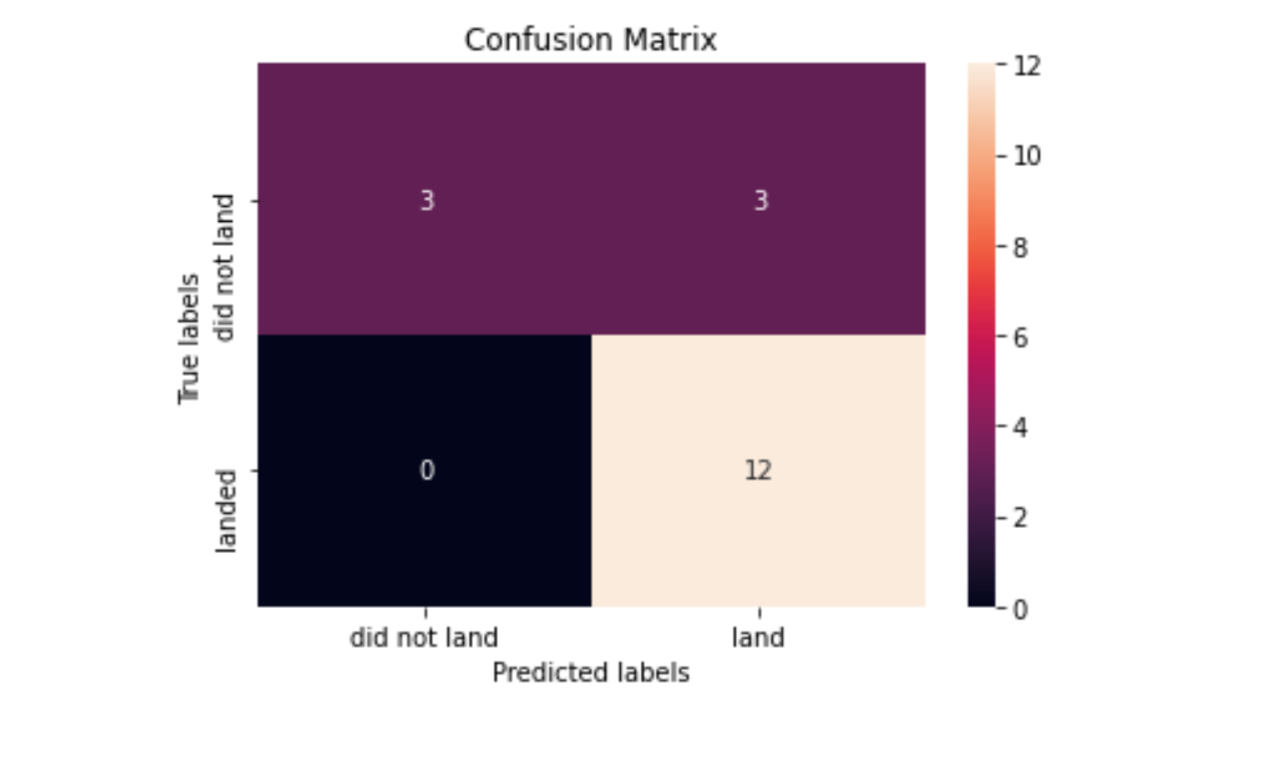 Confusion Matrix
12
10
8
6
4
2
0
True labels
did not land
landed
3 3
0 12
did not land land
Predicted labels